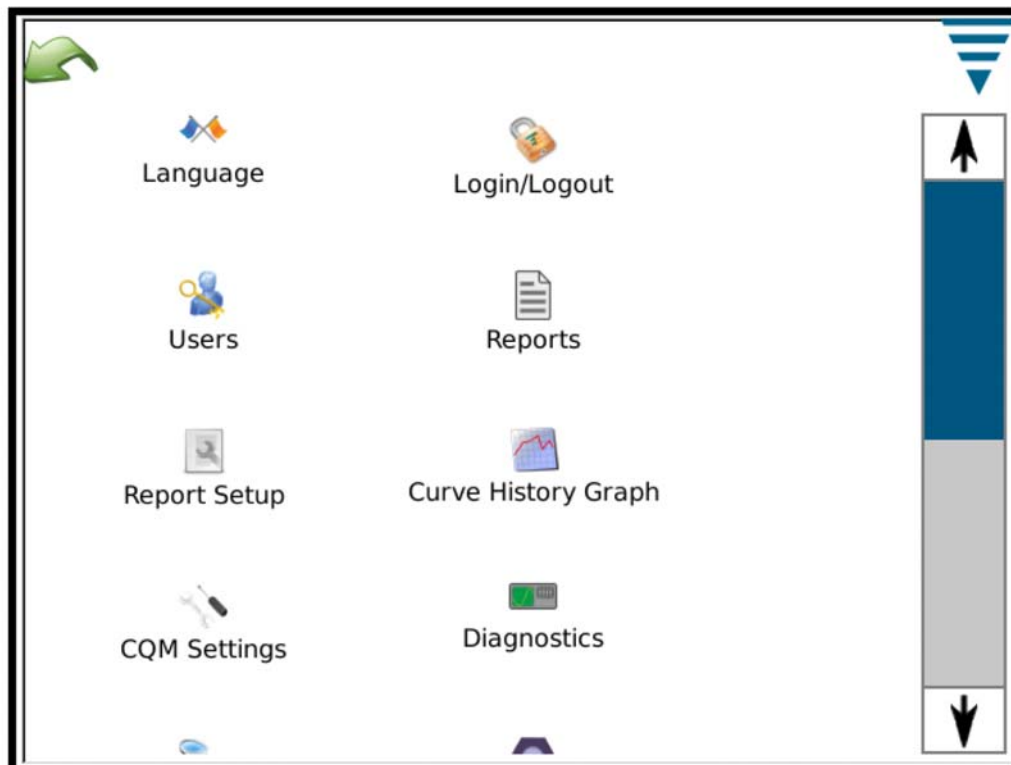 Language
Login/Logout
Users
Reports
Report Setup
Curve History Graph
CQM Settings
Diagnostics